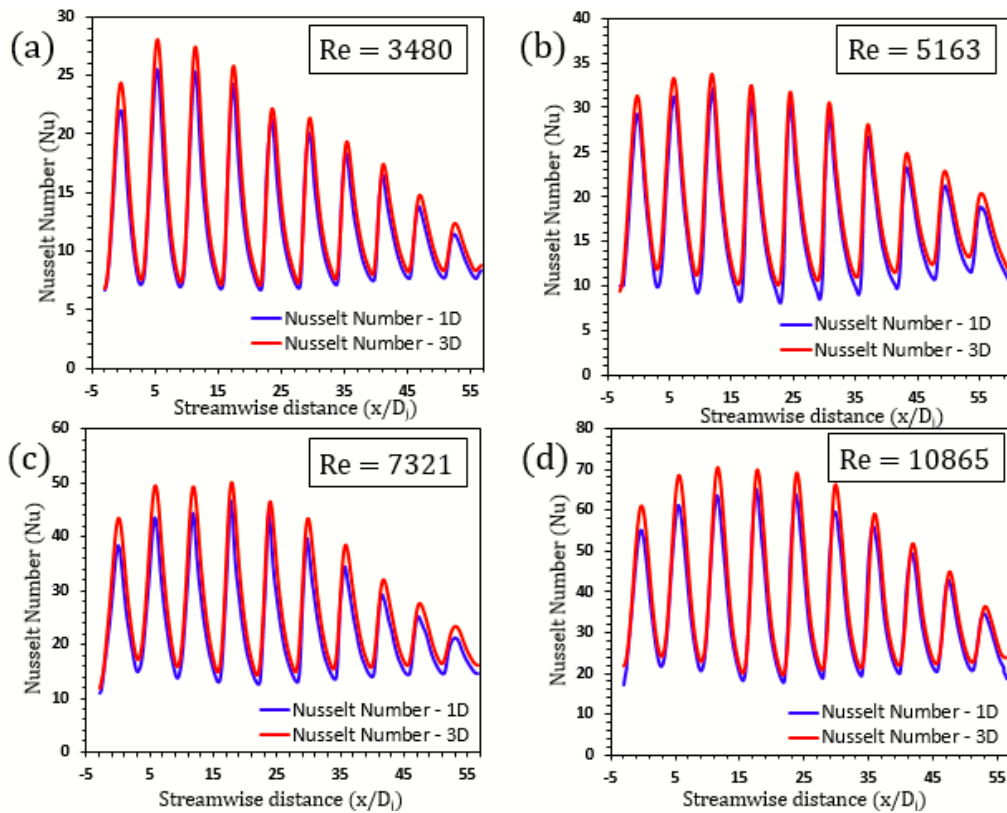 (a)
Re = 3480
Nusselt Number (Nu)
30
25
20
15
10
5
0
Nusselt Number - 1D
Nusselt Number - 3D
-5 5 15 25 35 45 55
Streamwise distance (x/Dj)
(b)
Re = 5163
Nusselt Number (Nu)
40
35
30
25
20
15
10
5
0
Nusselt Number - 1D
Nusselt Number - 3D
-5 5 15 25 35 45 55
Streamwise distance (x/Dj)
(c)
Re = 7321
Nusselt Number (Nu)
60
50
40
30
20
10
0
Nusselt Number - 1D
Nusselt Number - 3D
-5 5 15 25 35 45 55
Streamwise distance (x/Dj)
(d)
Re = 10865
Nusselt Number (Nu)
80
70
60
50
40
30
20
10
0
Nusselt Number - 1D
Nusselt Number - 3D
-5 5 15 25 35 45 55
Streamwise distance (x/Dj)